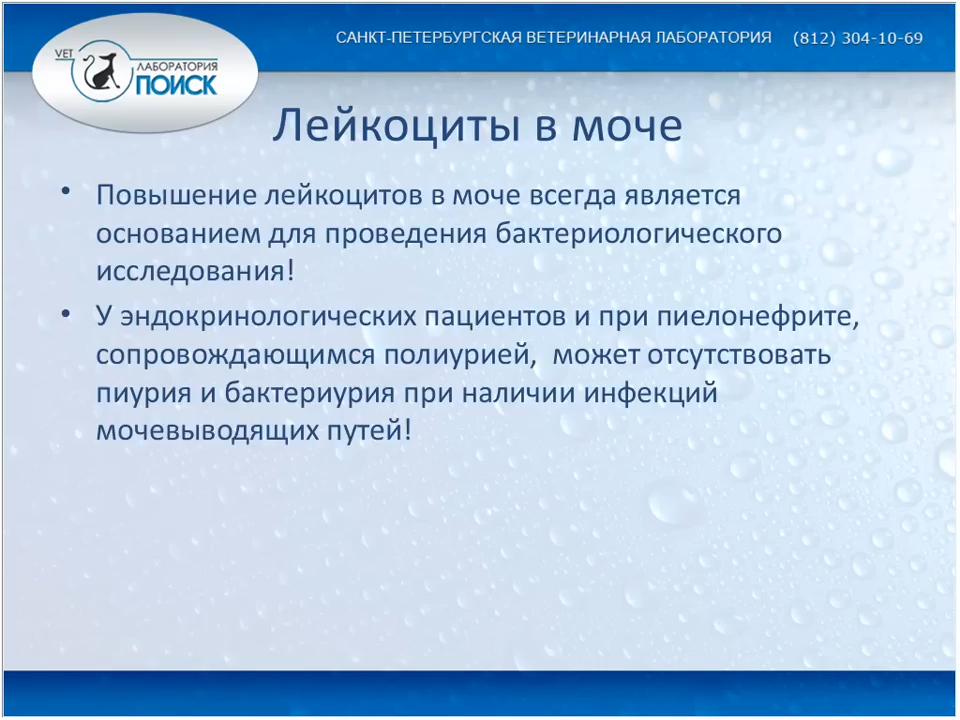 САНКТ-ПЕТЕРБУРГСКАЯ ВЕТЕРИНАРНАЯ ЛАБОРАТОРИЯ (812) 304-10-69
VET
ЛАБОРАТОРИЯ
ПОИСК
Лейкоциты в моче
• Повышение лейкоцитов в моче всегда является
основанием для проведения бактериологического
исследования!
• У эндокринологических пациентов и при пиелонефрите,
сопровождающимся полиурией, может отсутствовать
пиурия и бактериурия при наличии инфекций
мочевыводящих путей!